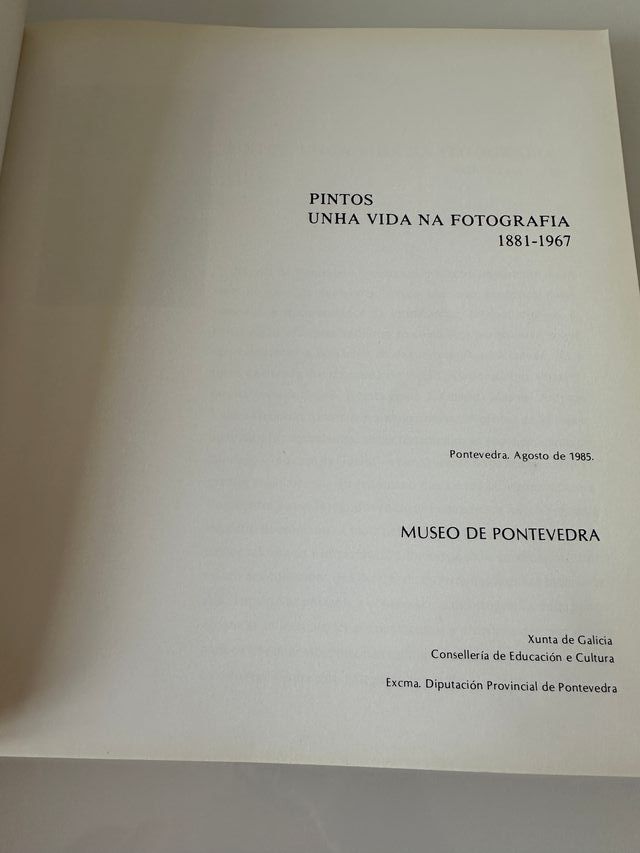 PINTOS
UNHA VIDA NA FOTOGRAFIA
1881-1967
Pontevedra. Agosto de 1985.
MUSEO DE PONTEVEDRA
Xunta de Galicia
Consellería de Educación e Cultura
Excma. Diputación Provincial de Pontevedra